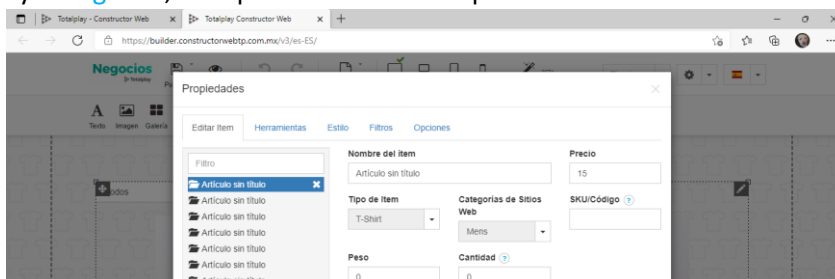 Totalplay - Constructor Web
Totalplay Constructor Web
https://builder.constructorwebtp.com.mx/v3/es-ES/
Negocios
Totalplay
Propiedades
Texto Imagen Galería
Editar Item Herramientas Estilo Filtros Opciones
Filtro
Nombre del ítem Precio
Artículo sin título 15
Artículo sin título
Artículo sin título
Artículo sin título
Artículo sin título
Artículo sin título
Artículo sin título
Tipo de Item Categorías de Sitios Web SKU/Código
T-Shirt Mens
Peso Cantidad
0 0